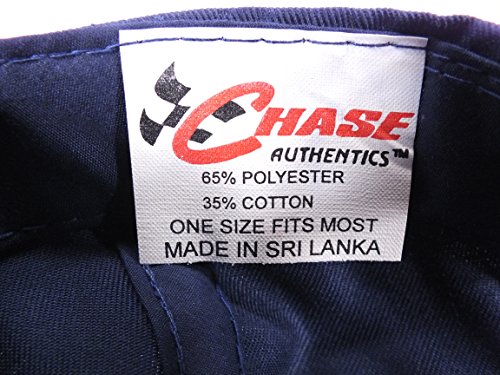 CHASE
AUTHENTICS™
65% POLYESTER
35% COTTON
ONE SIZE FITS MOST
MADE IN SRI LANKA